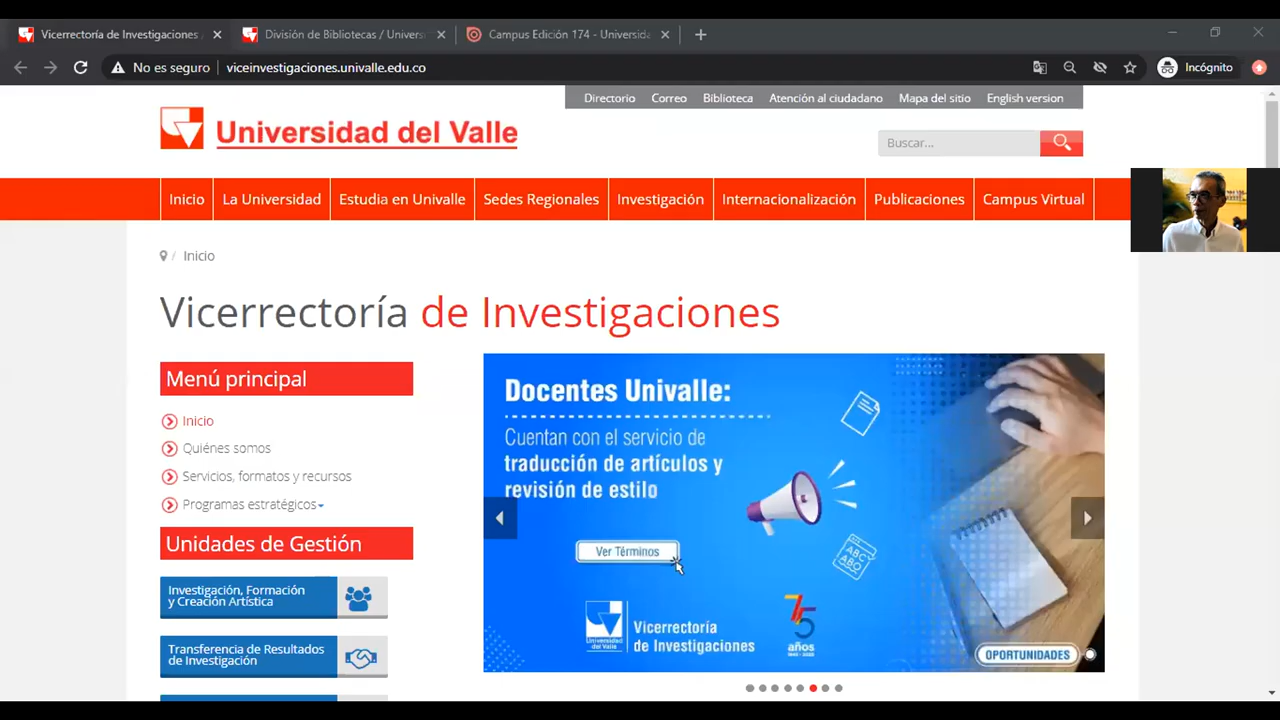 Vicerrectoría de Investigaciones
División de Bibliotecas / Univers
Campus Edición 174 - Universida
No es seguro
viceinvestigaciones.univalle.edu.co
Incógnito
Directorio Correo Biblioteca Atención al ciudadano Mapa del sitio English version
Universidad del Valle
Buscar...
Inicio La Universidad Estudia en Univalle Sedes Regionales Investigación Internacionalización Publicaciones Campus Virtual
/ Inicio
Vicerrectoría de Investigaciones
Menú principal
Inicio
Quiénes somos
Servicios, formatos y recursos
Programas estratégicos
Unidades de Gestión
Investigación, Formación
y Creación Artística
Transferencia de Resultados
de Investigación
Docentes Univalle:
Cuentan con el servicio de
traducción de artículos y
revisión de estilo
Ver Términos
ABC
ABO
Universidad
del Valle
Vicerrectoría
de Investigaciones
75
años
OPORTUNIDADES